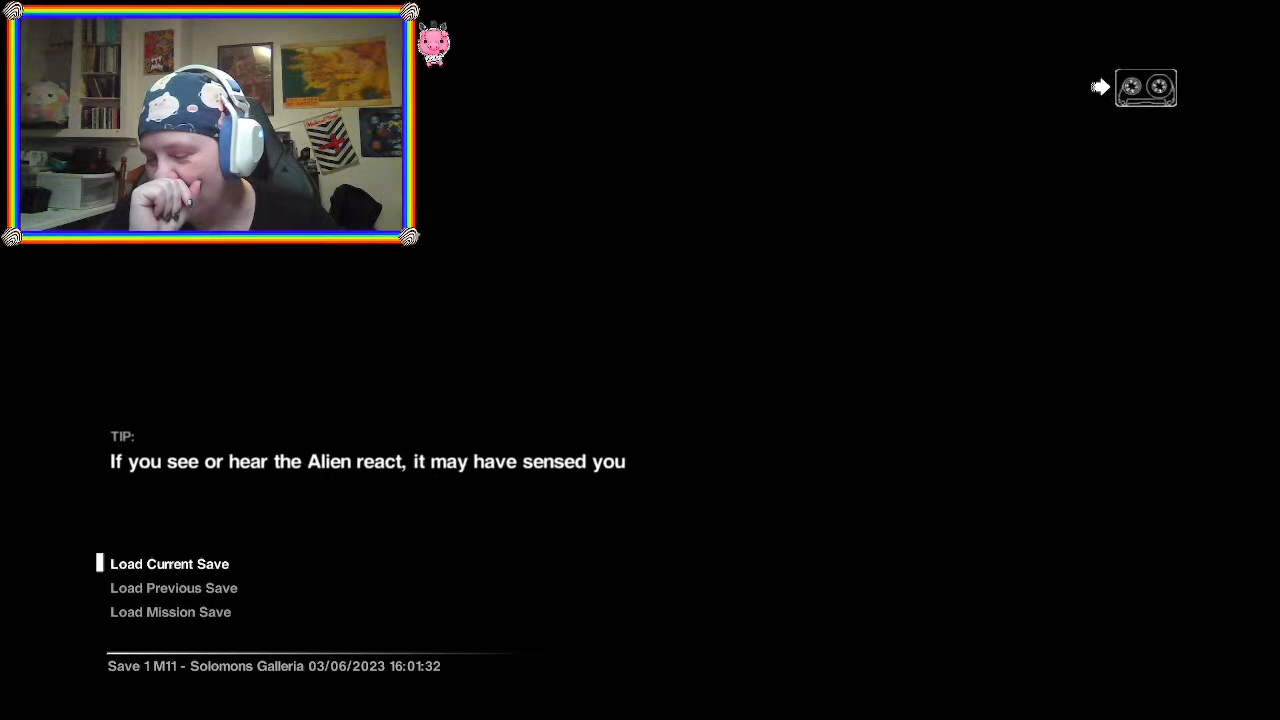 TIP:
If you see or hear the Alien react, it may have sensed you
Load Current Save
Load Previous Save
Load Mission Save
Save 1 M11 - Solomons Galleria 03/06/2023 16:01:32